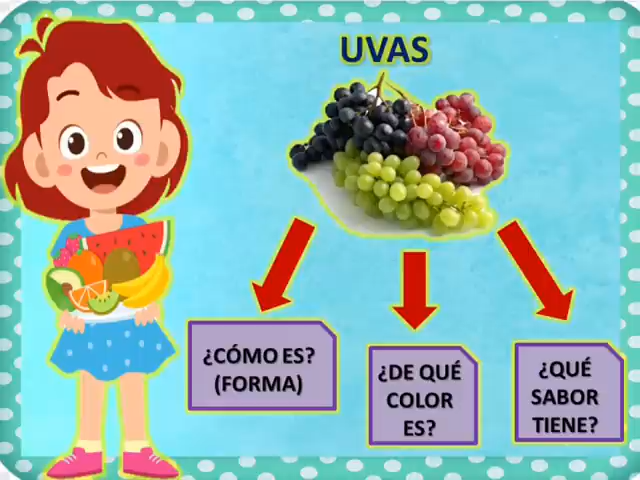 UVAS
¿CÓMO ES?
(FORMA)
¿DE QUÉ
COLOR
ES?
¿QUÉ
SABOR
TIENE?